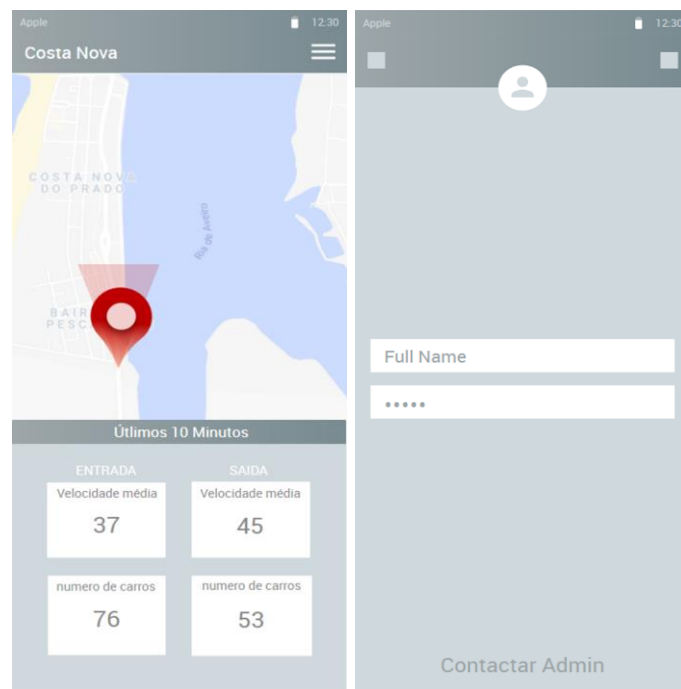 Apple 12:30
Costa Nova
COSTA NOVA
DO PRADO
Ria de Aveiro
Útlimos 10 Minutos
ENTRADA SAIDA
Velocidade média Velocidade média
37 45
numero de carros numero de carros
76 53
Apple 12:30
Full Name
•••••
Contactar Admin